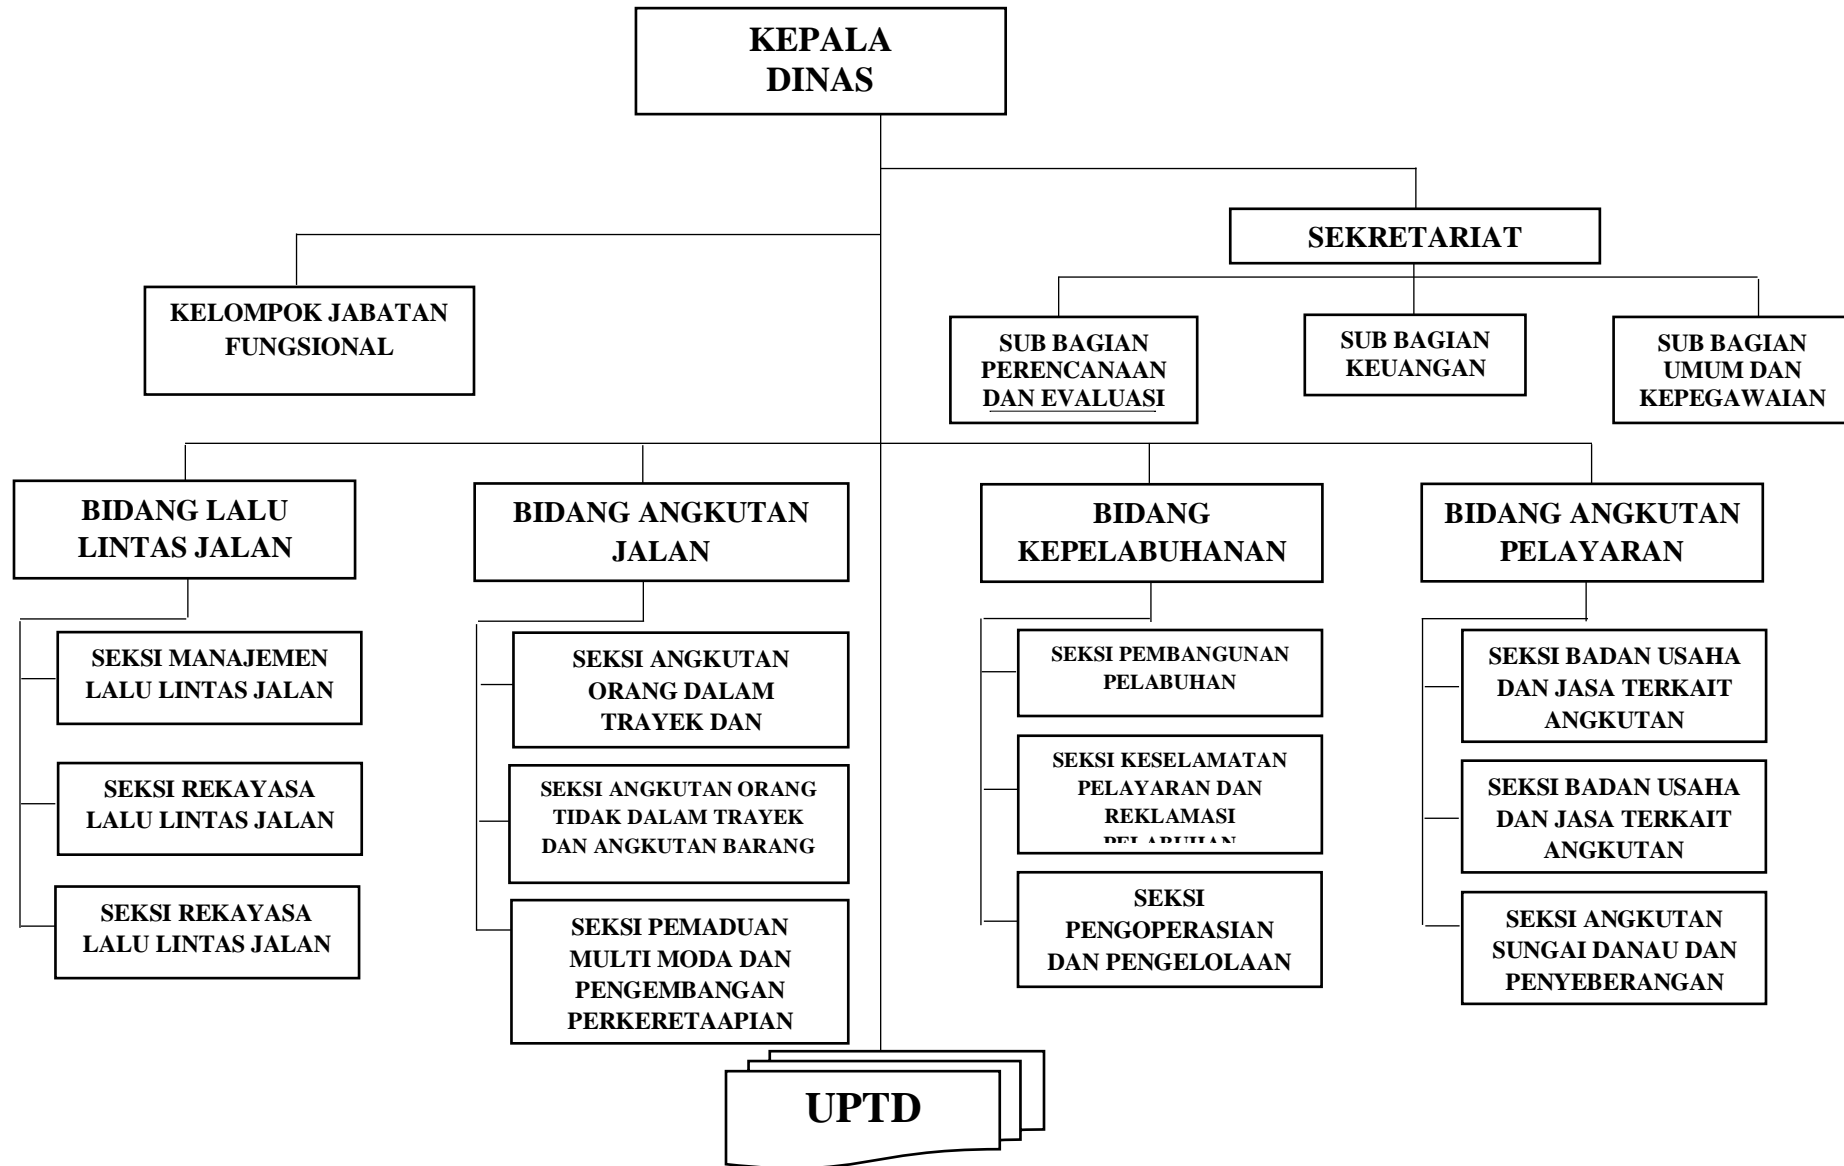 KEPALA
DINAS
SEKRETARIAT
KELOMPOK JABATAN
FUNGSIONAL
SUB BAGIAN
PERENCANAAN
DAN EVALUASI
SUB BAGIAN
KEUANGAN
SUB BAGIAN
UMUM DAN
KEPEGAWAIAN
BIDANG LALU
LINTAS JALAN
BIDANG ANGKUTAN
JALAN
BIDANG
KEPELABUHANAN
BIDANG ANGKUTAN
PELAYARAN
SEKSI MANAJEMEN
LALU LINTAS JALAN
SEKSI REKAYASA
LALU LINTAS JALAN
SEKSI REKAYASA
LALU LINTAS JALAN
SEKSI ANGKUTAN
ORANG DALAM
TRAYEK DAN
SEKSI ANGKUTAN ORANG
TIDAK DALAM TRAYEK
DAN ANGKUTAN BARANG
SEKSI PEMADUAN
MULTI MODA DAN
PENGEMBANGAN
PERKERETAAPIAN
SEKSI PEMBANGUNAN
PELABUHAN
SEKSI KESELAMATAN
PELAYARAN DAN
REKLAMASI
PELABUHAN
SEKSI
PENGOPERASIAN
DAN PENGELOLAAN
SEKSI BADAN USAHA
DAN JASA TERKAIT
ANGKUTAN
SEKSI BADAN USAHA
DAN JASA TERKAIT
ANGKUTAN
SEKSI ANGKUTAN
SUNGAI DANAU DAN
PENYEBERANGAN
UPTD